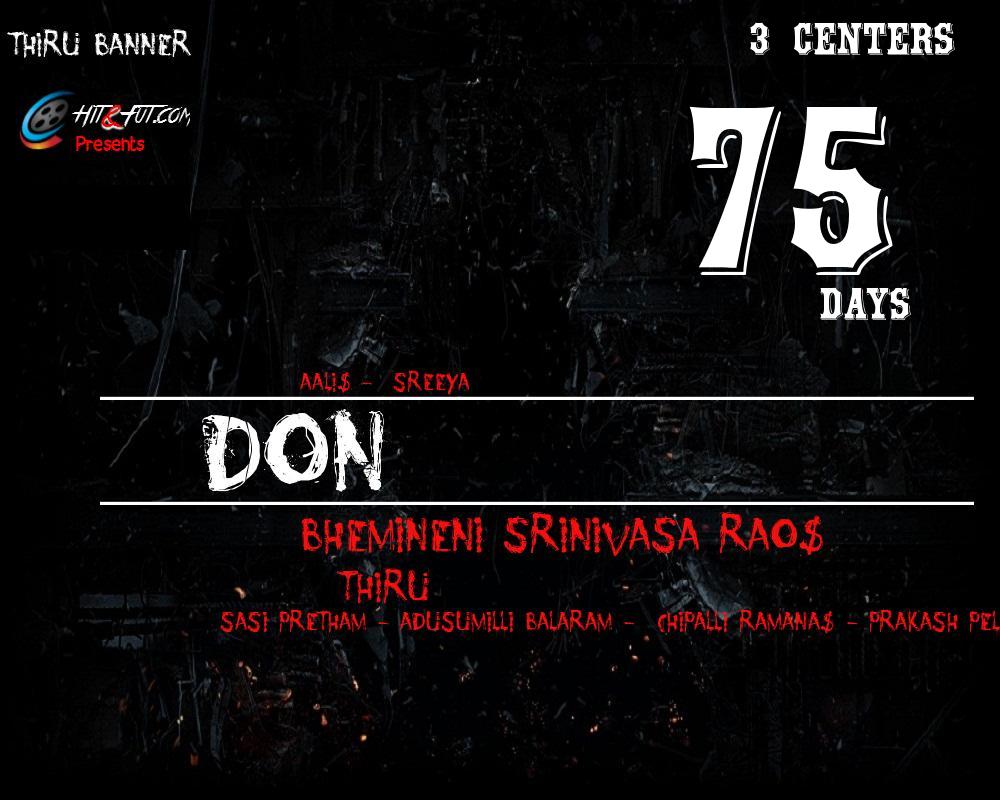 THIRU BANNER
3 CENTERS
HIT&FUT.COM
Presents
75
DAYS
AALI$ - SREEYA
DON
BHEMINENI SRINIVASA RAO$
THIRU
SASI PRETHAM - ADUSUMILLI BALARAM - CHIPALLI RAMANA$ - PRAKASH PEL